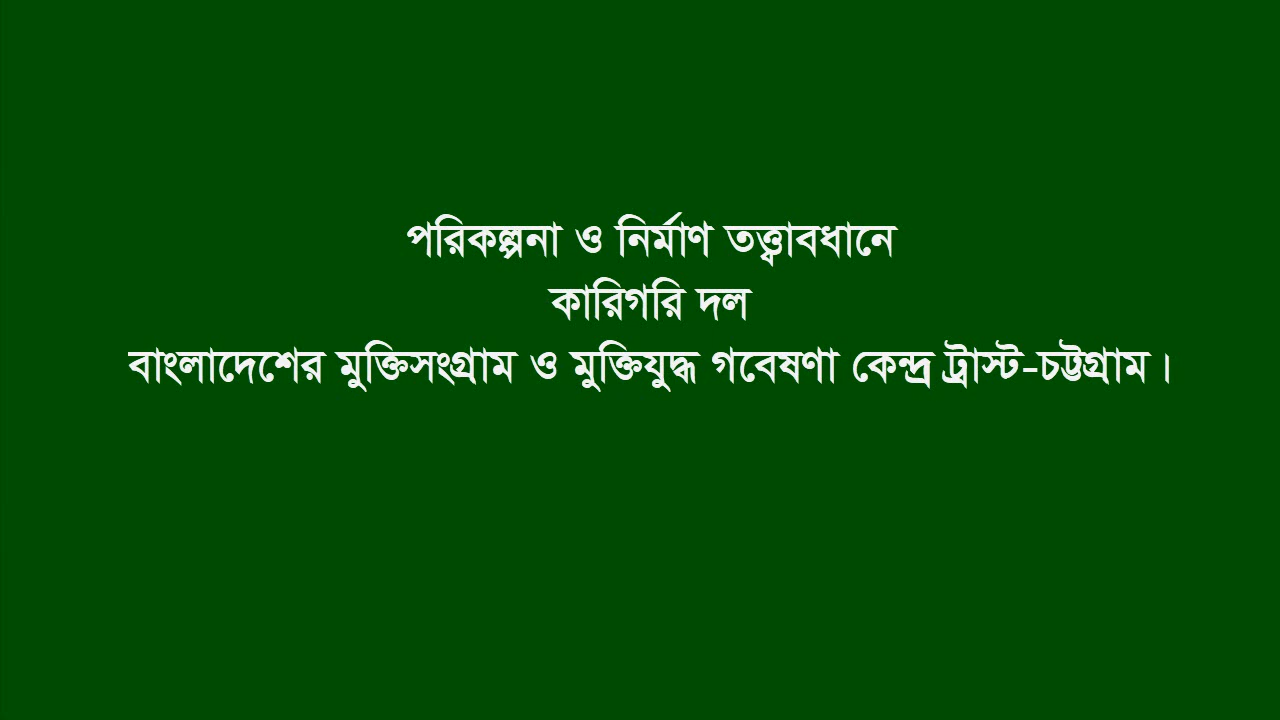 পরিকল্পনা ও নির্মাণ তত্ত্বাবধানে
কারিগরি দল
বাংলাদেশের মুক্তিসংগ্রাম ও মুক্তিযুদ্ধ গবেষণা কেন্দ্র ট্রাস্ট-চট্টগ্রাম।